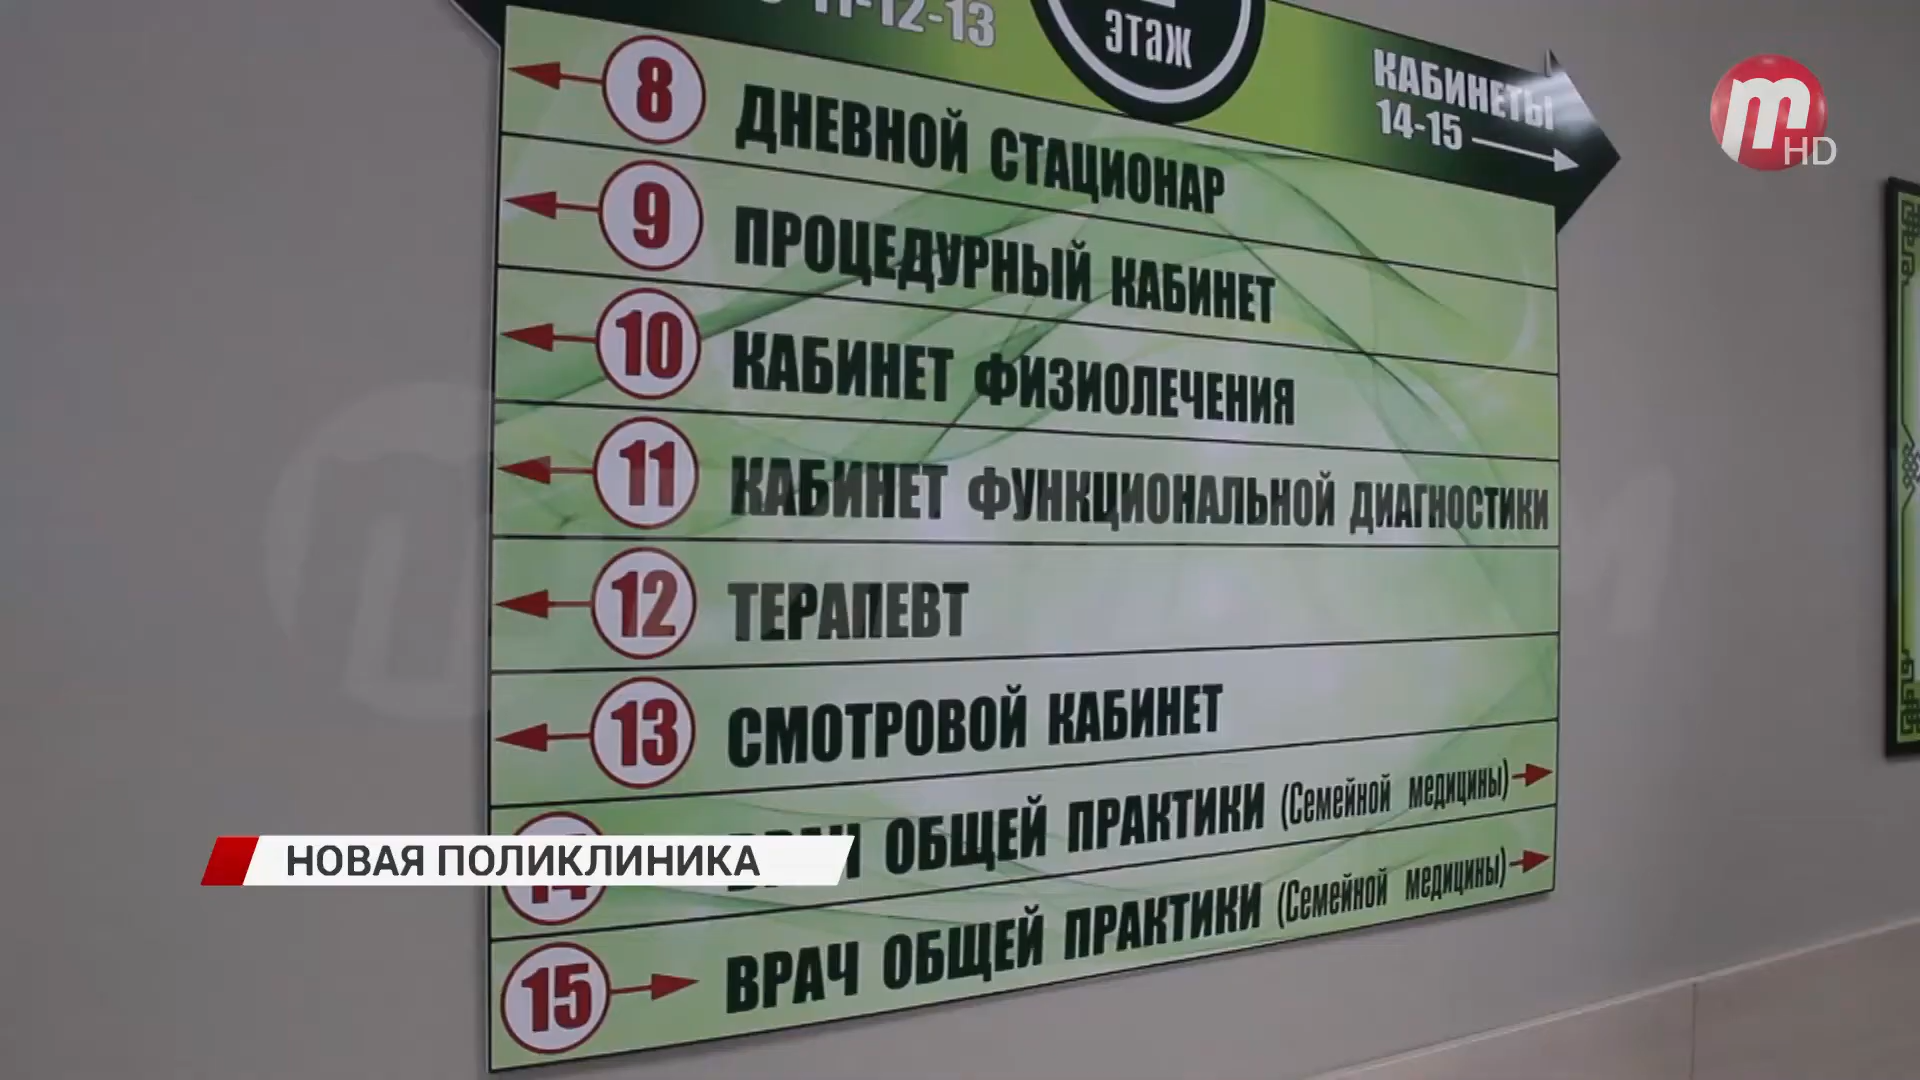 11-12-13
ЭТАЖ
КАБИНЕТЫ
14-15
m HD
8 ДНЕВНОЙ СТАЦИОНАР
9 ПРОЦЕДУРНЫЙ КАБИНЕТ
10 КАБИНЕТ ФИЗИОЛЕЧЕНИЯ
11 КАБИНЕТ ФУНКЦИОНАЛЬНОЙ ДИАГНОСТИКИ
12 ТЕРАПЕВТ
13 СМОТРОВОЙ КАБИНЕТ
14 ВРАЧ ОБЩЕЙ ПРАКТИКИ (Семейной медицины)
15 ВРАЧ ОБЩЕЙ ПРАКТИКИ (Семейной медицины)
НОВАЯ ПОЛИКЛИНИКА